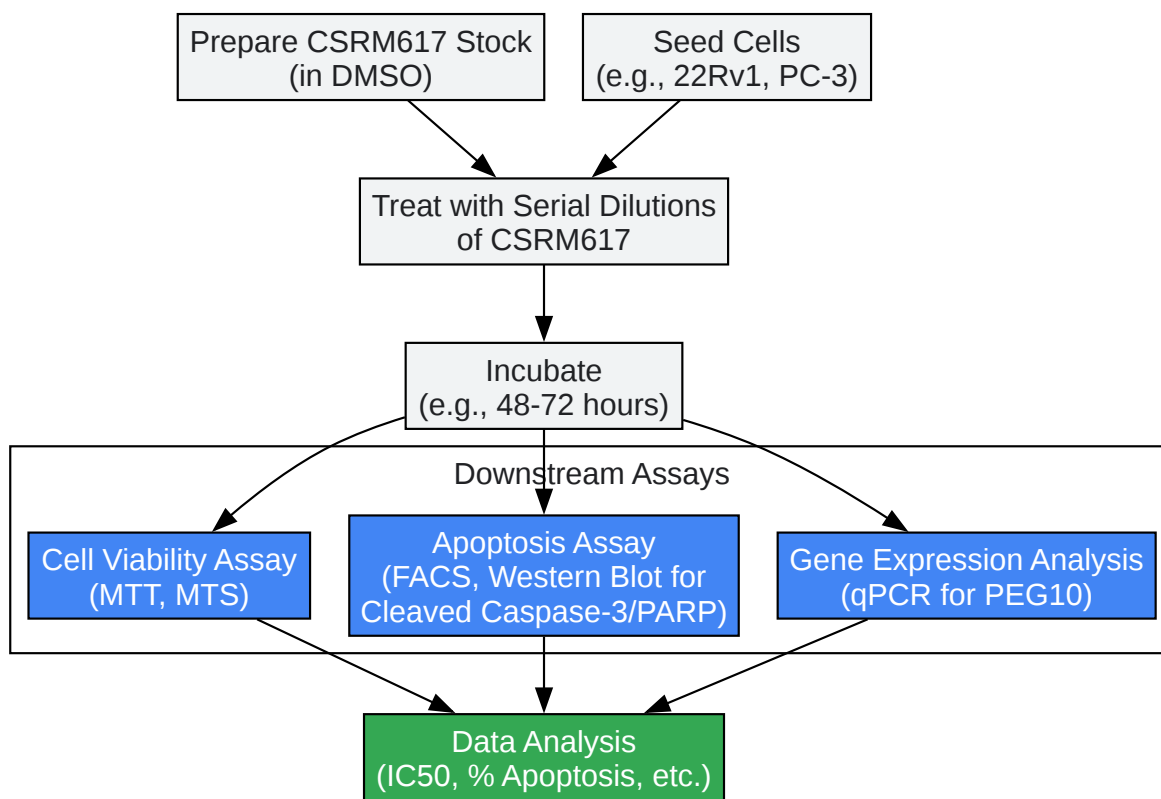 Prepare CSRM617 Stock
(in DMSO)
Seed Cells
(e.g., 22Rv1, PC-3)
Treat with Serial Dilutions
of CSRM617
Incubate
(e.g., 48-72 hours)
Downstream Assays
Cell Viability Assay
(MTT, MTS)
Apoptosis Assay
(FACS, Western Blot for
Cleaved Caspase-3/PARP)
Gene Expression Analysis
(qPCR for PEG10)
Data Analysis
(IC50, % Apoptosis, etc.)